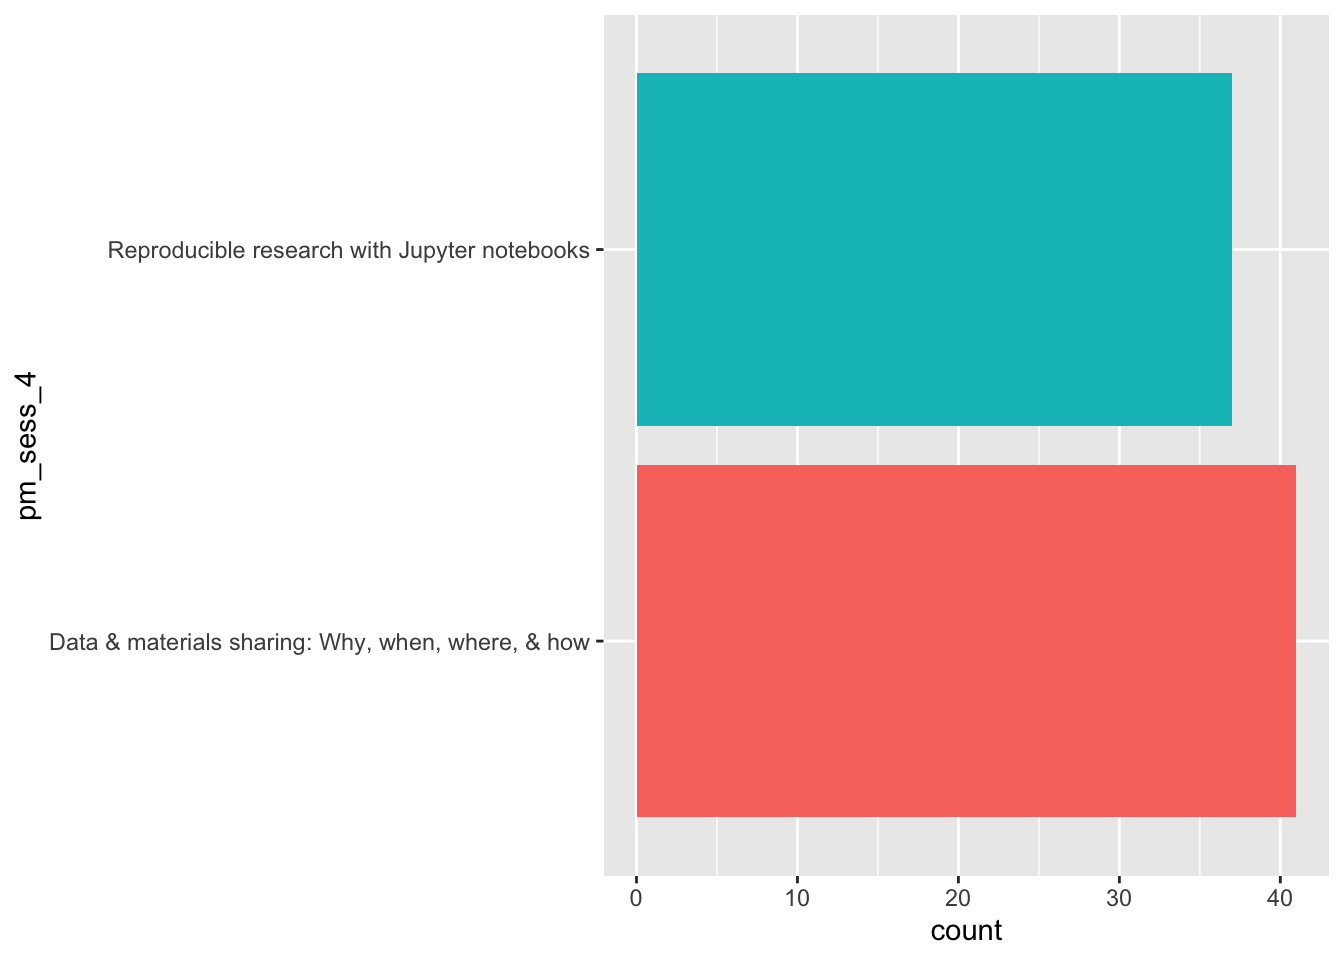 Reproducible research with Jupyter notebooks
Data & materials sharing: Why, when, where, & how
pm_sess_4
0 10 20 30 40
count